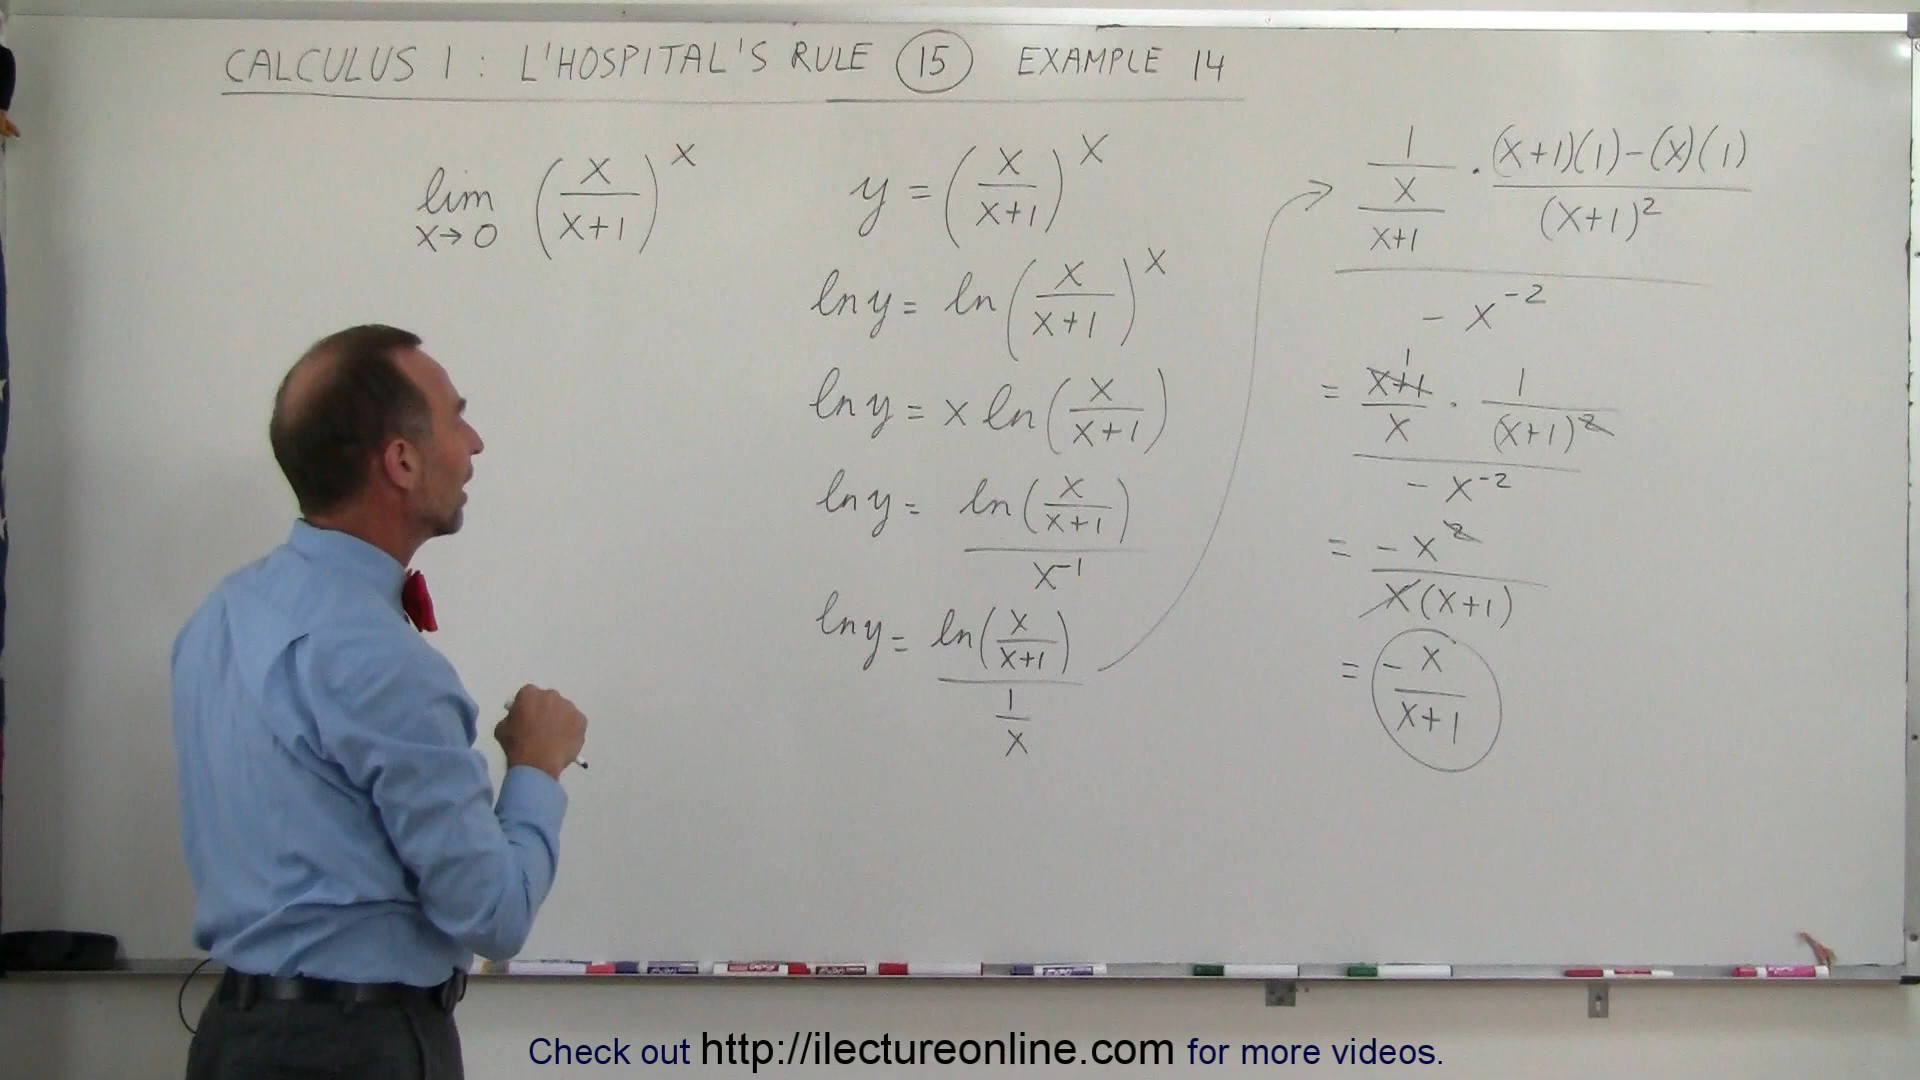 CALCULUS 1 : L'HOSPITAL'S RULE (15) EXAMPLE 14
lim x→0 (x/(x+1))^x
y = (x/(x+1))^x
ln y = ln(x/(x+1))^x
ln y = x ln(x/(x+1))
ln y = ln(x/(x+1)) / x^-1
ln y = ln(x/(x+1)) / (1/x)
1/(x/(x+1)) · ((x+1)(1)-(x)(1))/(x+1)^2
- x^-2
= 1 (x+1)/x · 1/(x+1)^2
- x^-2
= -x^2 / x(x+1)
= -x/(x+1)
Check out http://ilectureonline.com for more videos.